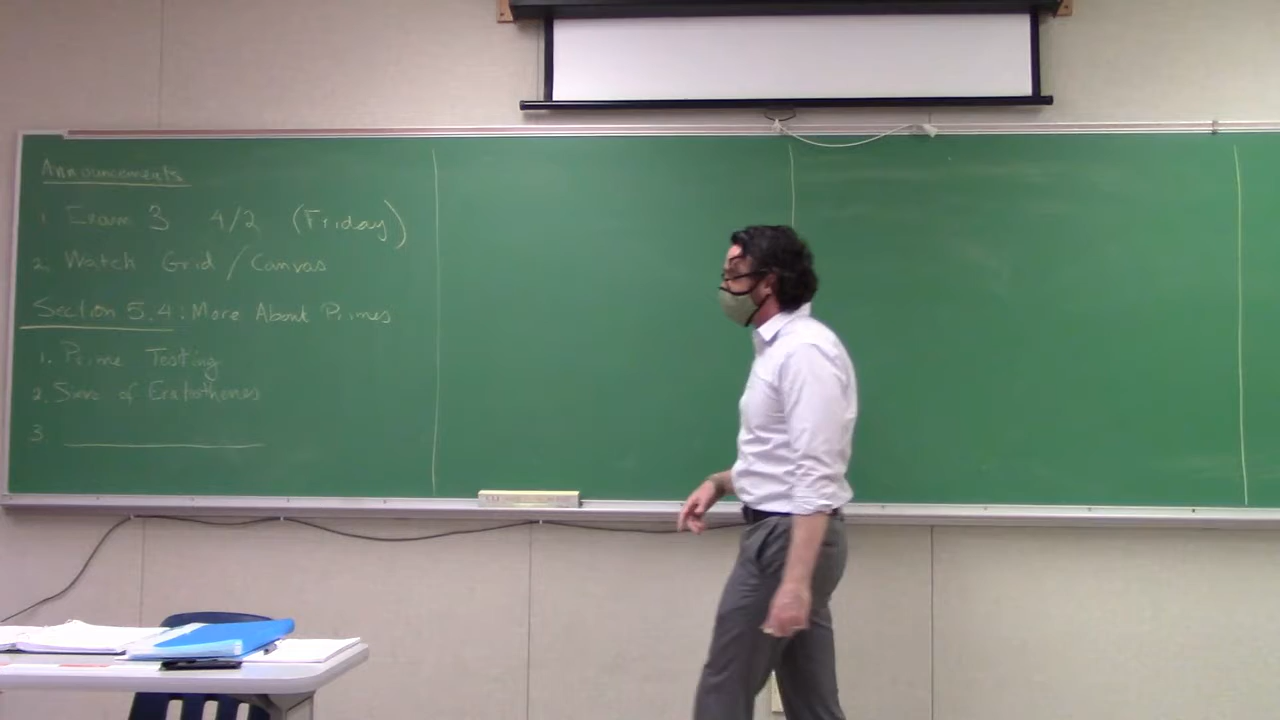 Announcements
1. Exam 3 4/2 (Friday)
2. Watch Grid/Canvas
Section 5.4: More About Primes
1. Prime Testing
2. Sieve of Eratosthenes
3.